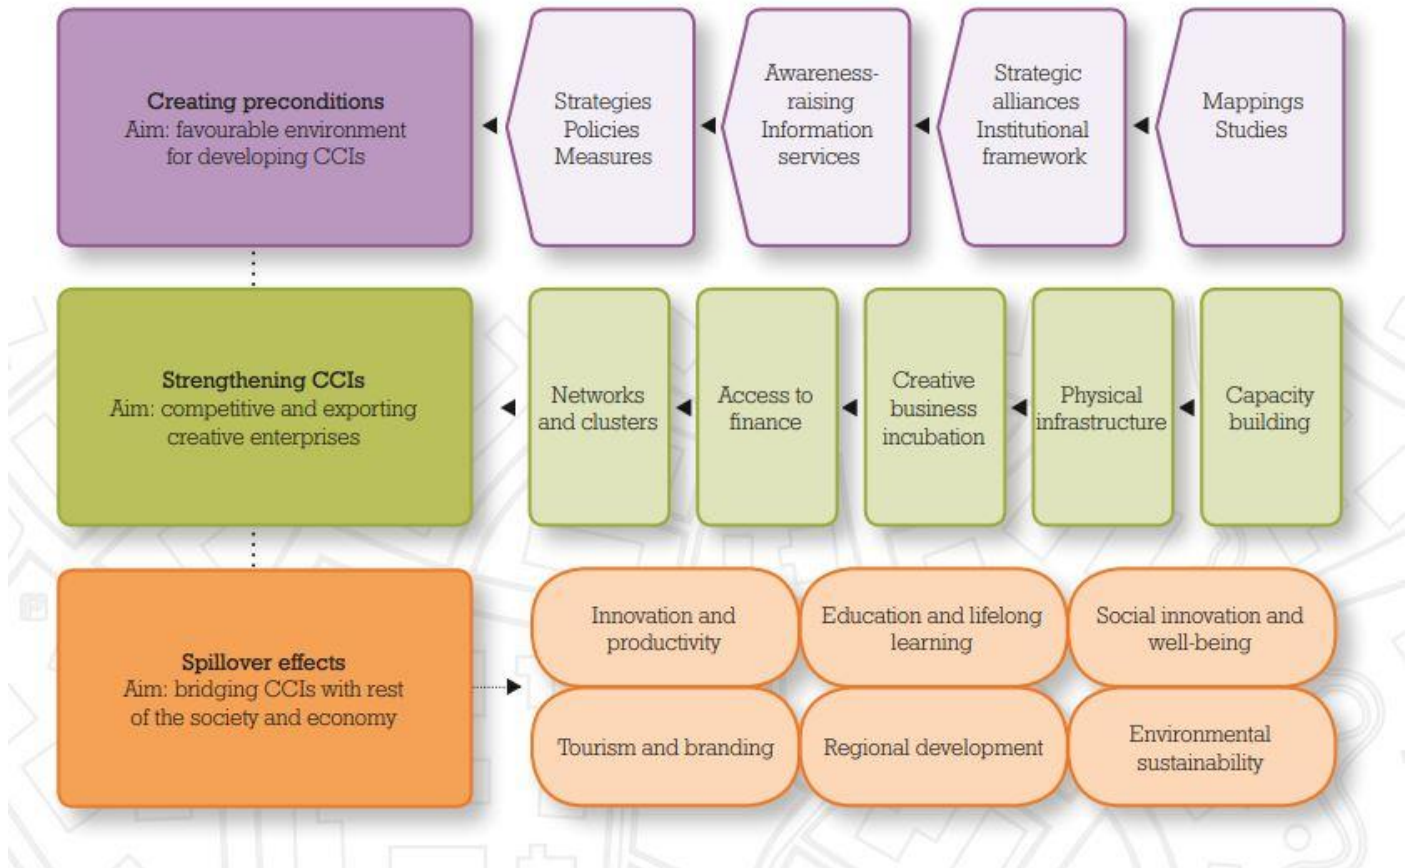 Creating preconditions
Aim: favourable environment
for developing CCIs
Strategies
Policies
Measures
Awareness-
raising
Information
services
Strategic
alliances
Institutional
framework
Mappings
Studies
Strengthening CCIs
Aim: competitive and exporting
creative enterprises
Networks
and clusters
Access to
finance
Creative
business
incubation
Physical
infrastructure
Capacity
building
Spillover effects
Aim: bridging CCIs with rest
of the society and economy
Innovation and
productivity
Education and lifelong
learning
Social innovation and
well-being
Tourism and branding
Regional development
Environmental
sustainability